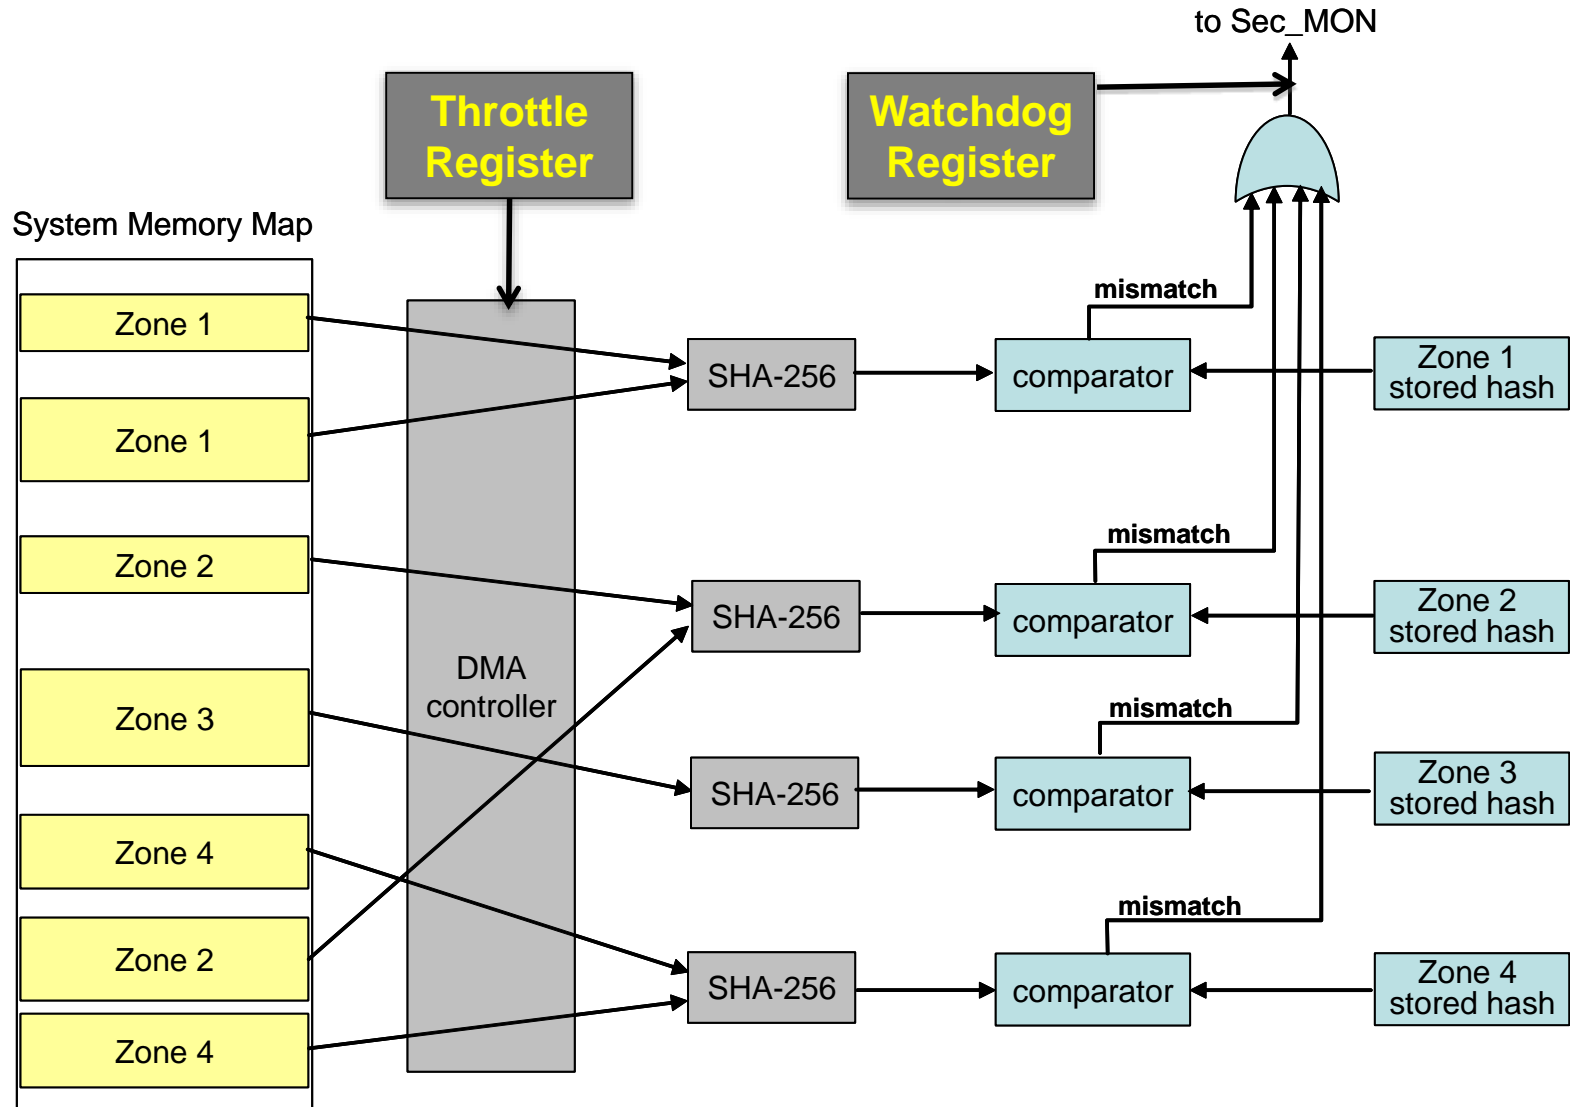 to Sec_MON
Throttle
Register
Watchdog
Register
System Memory Map
Zone 1
Zone 1
Zone 2
Zone 3
Zone 4
Zone 2
Zone 4
DMA
controller
SHA-256
SHA-256
SHA-256
SHA-256
mismatch
comparator
mismatch
comparator
mismatch
comparator
mismatch
comparator
Zone 1
stored hash
Zone 2
stored hash
Zone 3
stored hash
Zone 4
stored hash